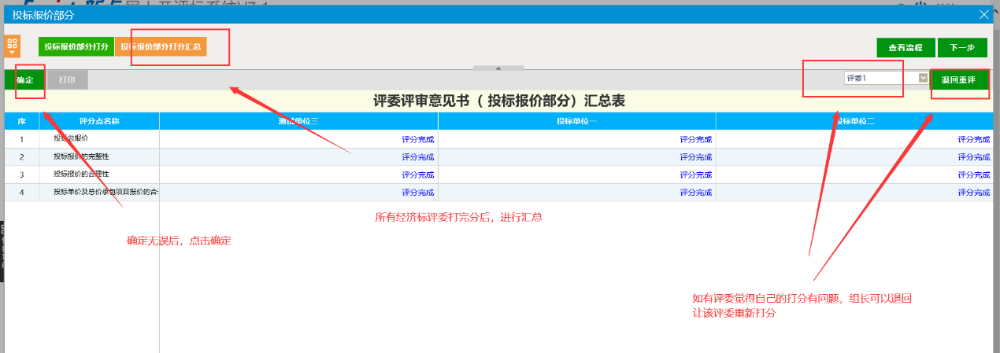 投标报价部分
投标报价部分打分
投标报价部分打分汇总
查看流程
下一步
确定
打印
评委1
退回重评
评委评审意见书（ 投标报价部分）汇总表
序 评分点名称 测试单位三 投标单位一 投标单位二
1 投标总报价 评分完成 评分完成 评分完成
2 投标报价的完整性 评分完成 评分完成 评分完成
3 投标报价的合理性 评分完成 评分完成 评分完成
4 投标单价及总价承包项目报价的合 评分完成 评分完成 评分完成
所有经济标评委打完分后，进行汇总
确定无误后，点击确定
如有评委觉得自己的打分有问题，组长可以退回
让该评委重新打分